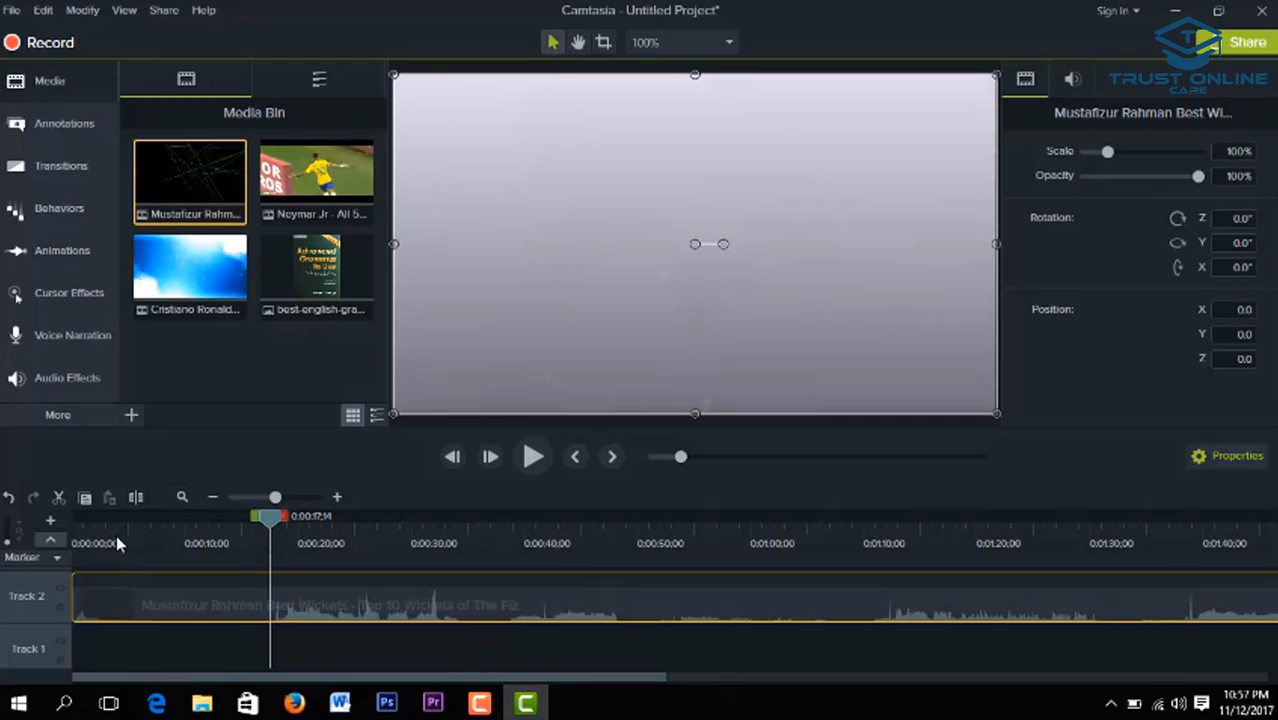 File Edit Modify View Share Help
Camtasia - Untitled Project*
Sign In
Record
100%
Share
TRUST ONLINE
CARE
Media
Annotations
Transitions
Behaviors
Animations
Cursor Effects
Voice Narration
Audio Effects
More
Media Bin
Mustafizur Rahm...
Neymar Jr - All 5...
Cristiano Ronald...
best-english-gra...
Advanced
Grammar
In Use
Mustafizur Rahman Best Wi...
Scale 100%
Opacity 100%
Rotation: Z 0.0°
Y 0.0°
X 0.0°
Position: X 0.0
Y 0.0
Z 0.0
Properties
0:00:17;14
0:00:00;00 0:00:10;00 0:00:20;00 0:00:30;00 0:00:40;00 0:00:50;00 0:01:00;00 0:01:10;00 0:01:20;00 0:01:30;00 0:01:40;00
Marker
Track 2
Mustafizur Rahman Best Wickets - Top 10 Wickets of The Fiz
Track 1
10:57 PM
11/12/2017